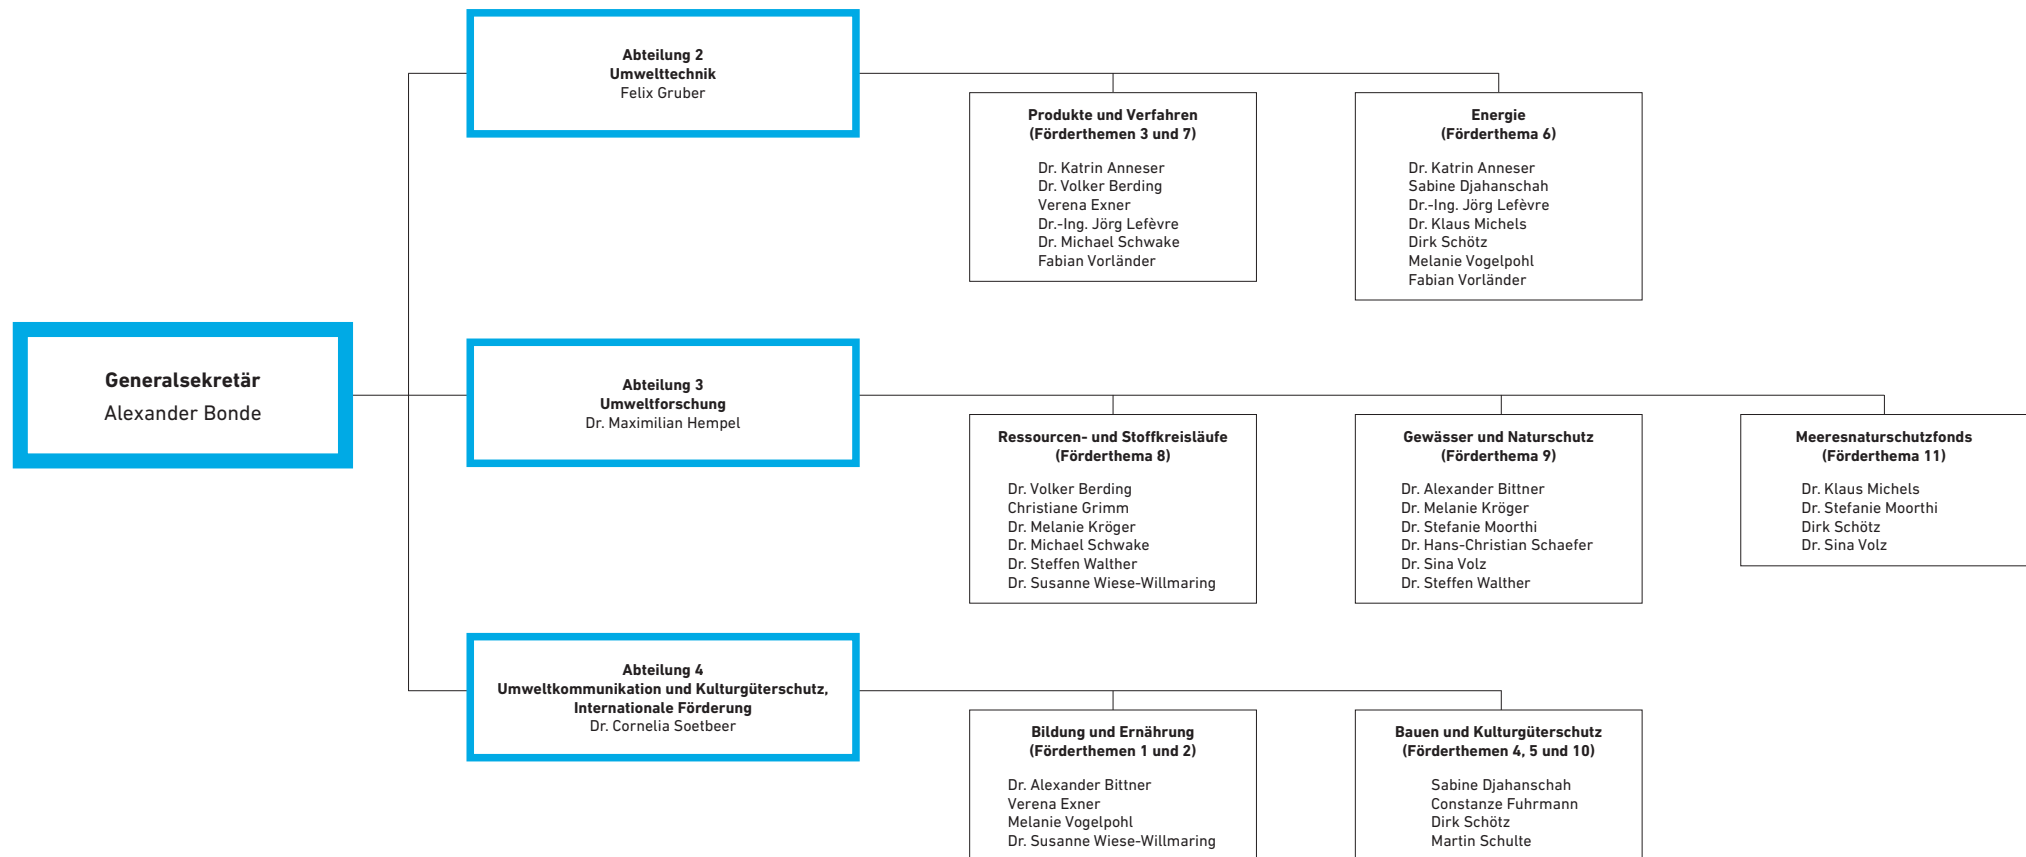 Generalsekretär
Alexander Bonde
Abteilung 2
Umwelttechnik
Felix Gruber
Produkte und Verfahren
(Förderthemen 3 und 7)
Dr. Katrin Anneser
Dr. Volker Berding
Verena Exner
Dr.-Ing. Jörg Lefèvre
Dr. Michael Schwake
Fabian Vorländer
Energie
(Förderthema 6)
Dr. Katrin Anneser
Sabine Djahanschah
Dr.-Ing. Jörg Lefèvre
Dr. Klaus Michels
Dirk Schötz
Melanie Vogelpohl
Fabian Vorländer
Abteilung 3
Umweltforschung
Dr. Maximilian Hempel
Ressourcen- und Stoffkreisläufe
(Förderthema 8)
Dr. Volker Berding
Christiane Grimm
Dr. Melanie Kröger
Dr. Michael Schwake
Dr. Steffen Walther
Dr. Susanne Wiese-Willmaring
Gewässer und Naturschutz
(Förderthema 9)
Dr. Alexander Bittner
Dr. Melanie Kröger
Dr. Stefanie Moorthi
Dr. Hans-Christian Schaefer
Dr. Sina Volz
Dr. Steffen Walther
Meeresnaturschutzfonds
(Förderthema 11)
Dr. Klaus Michels
Dr. Stefanie Moorthi
Dirk Schötz
Dr. Sina Volz
Abteilung 4
Umweltkommunikation und Kulturgüterschutz,
Internationale Förderung
Dr. Cornelia Soetbeer
Bildung und Ernährung
(Förderthemen 1 und 2)
Dr. Alexander Bittner
Verena Exner
Melanie Vogelpohl
Dr. Susanne Wiese-Willmaring
Bauen und Kulturgüterschutz
(Förderthemen 4, 5 und 10)
Sabine Djahanschah
Constanze Fuhrmann
Dirk Schötz
Martin Schulte